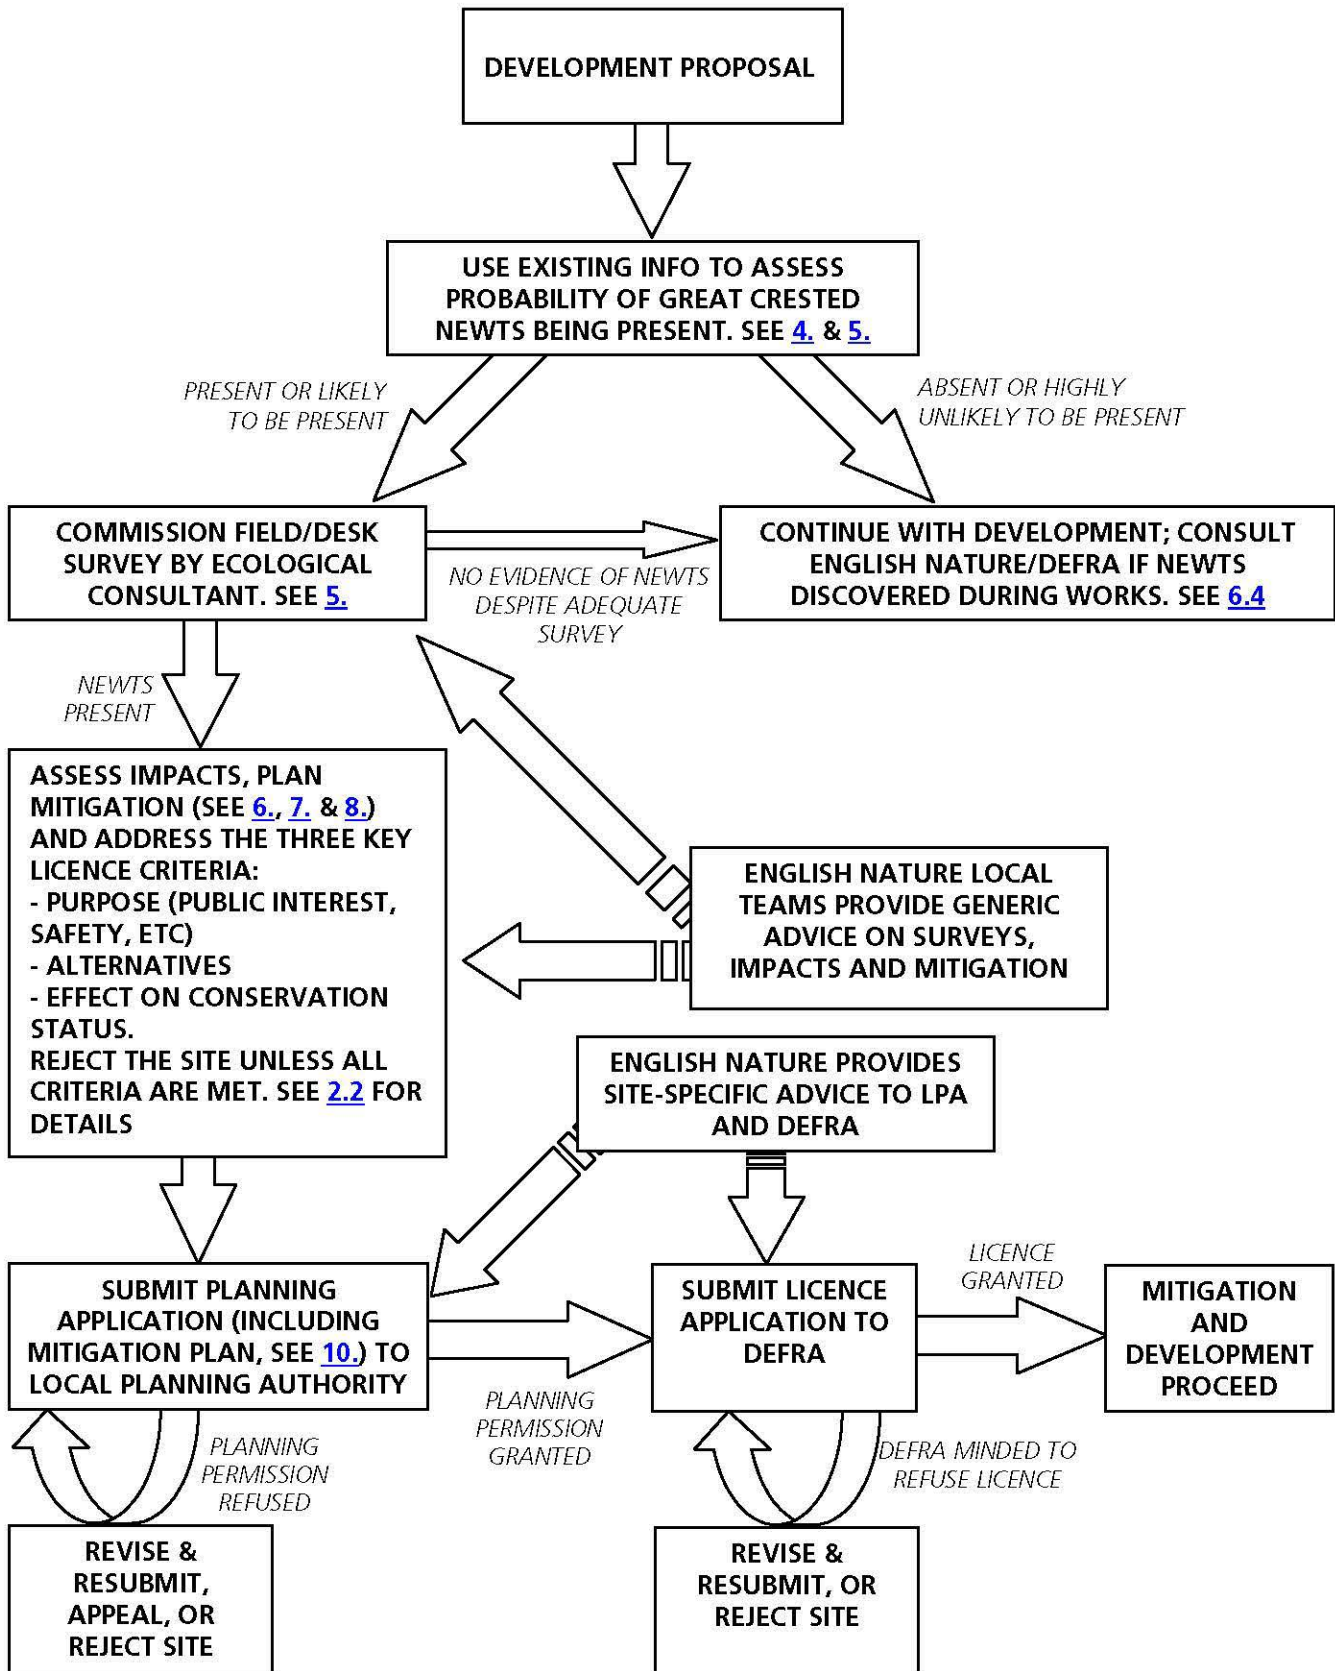 DEVELOPMENT PROPOSAL
USE EXISTING INFO TO ASSESS
PROBABILITY OF GREAT CRESTED
NEWTS BEING PRESENT. SEE 4. & 5.
PRESENT OR LIKELY
TO BE PRESENT
ABSENT OR HIGHLY
UNLIKELY TO BE PRESENT
COMMISSION FIELD/DESK
SURVEY BY ECOLOGICAL
CONSULTANT. SEE 5.
NO EVIDENCE OF NEWTS
DESPITE ADEQUATE
SURVEY
CONTINUE WITH DEVELOPMENT; CONSULT
ENGLISH NATURE/DEFRA IF NEWTS
DISCOVERED DURING WORKS. SEE 6.4
NEWTS
PRESENT
ASSESS IMPACTS, PLAN
MITIGATION (SEE 6., 7. & 8.)
AND ADDRESS THE THREE KEY
LICENCE CRITERIA:
- PURPOSE (PUBLIC INTEREST,
SAFETY, ETC)
- ALTERNATIVES
- EFFECT ON CONSERVATION
STATUS.
REJECT THE SITE UNLESS ALL
CRITERIA ARE MET. SEE 2.2 FOR
DETAILS
ENGLISH NATURE LOCAL
TEAMS PROVIDE GENERIC
ADVICE ON SURVEYS,
IMPACTS AND MITIGATION
ENGLISH NATURE PROVIDES
SITE-SPECIFIC ADVICE TO LPA
AND DEFRA
SUBMIT PLANNING
APPLICATION (INCLUDING
MITIGATION PLAN, SEE 10.) TO
LOCAL PLANNING AUTHORITY
PLANNING
PERMISSION
GRANTED
SUBMIT LICENCE
APPLICATION TO
DEFRA
LICENCE
GRANTED
MITIGATION
AND
DEVELOPMENT
PROCEED
PLANNING
PERMISSION
REFUSED
DEFRA MINDED TO
REFUSE LICENCE
REVISE &
RESUBMIT,
APPEAL, OR
REJECT SITE
REVISE &
RESUBMIT, OR
REJECT SITE